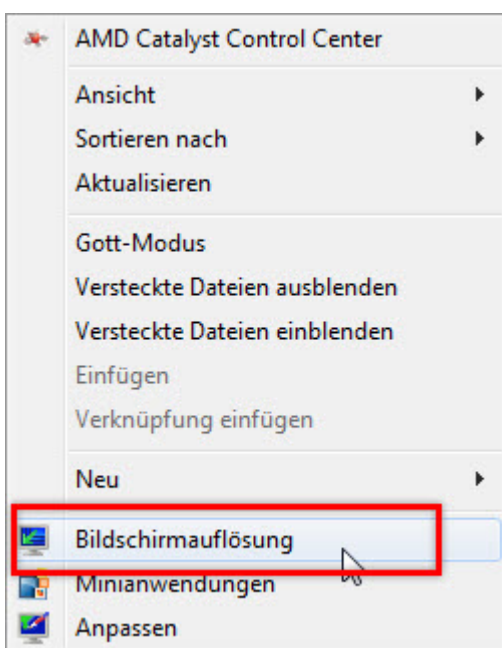 AMD Catalyst Control Center
Ansicht
Sortieren nach
Aktualisieren
Gott-Modus
Versteckte Dateien ausblenden
Versteckte Dateien einblenden
Einfügen
Verknüpfung einfügen
Neu
Bildschirmauflösung
Minianwendungen
Anpassen